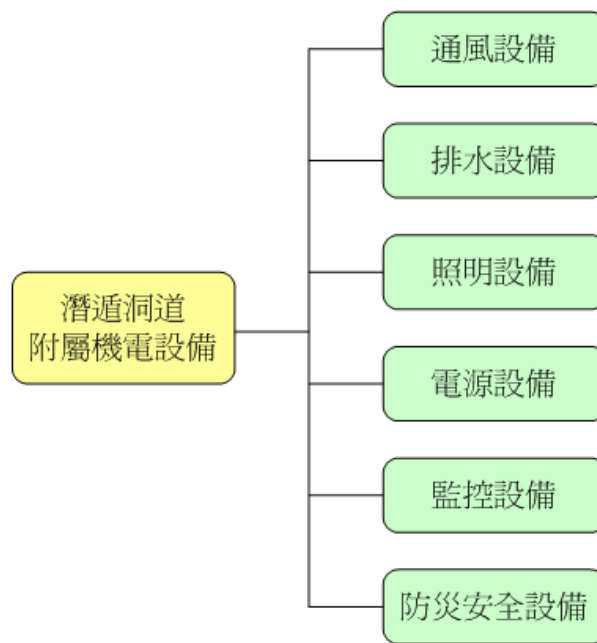 通風設備
排水設備
照明設備
潛遁洞道
附屬機電設備
電源設備
監控設備
防災安全設備